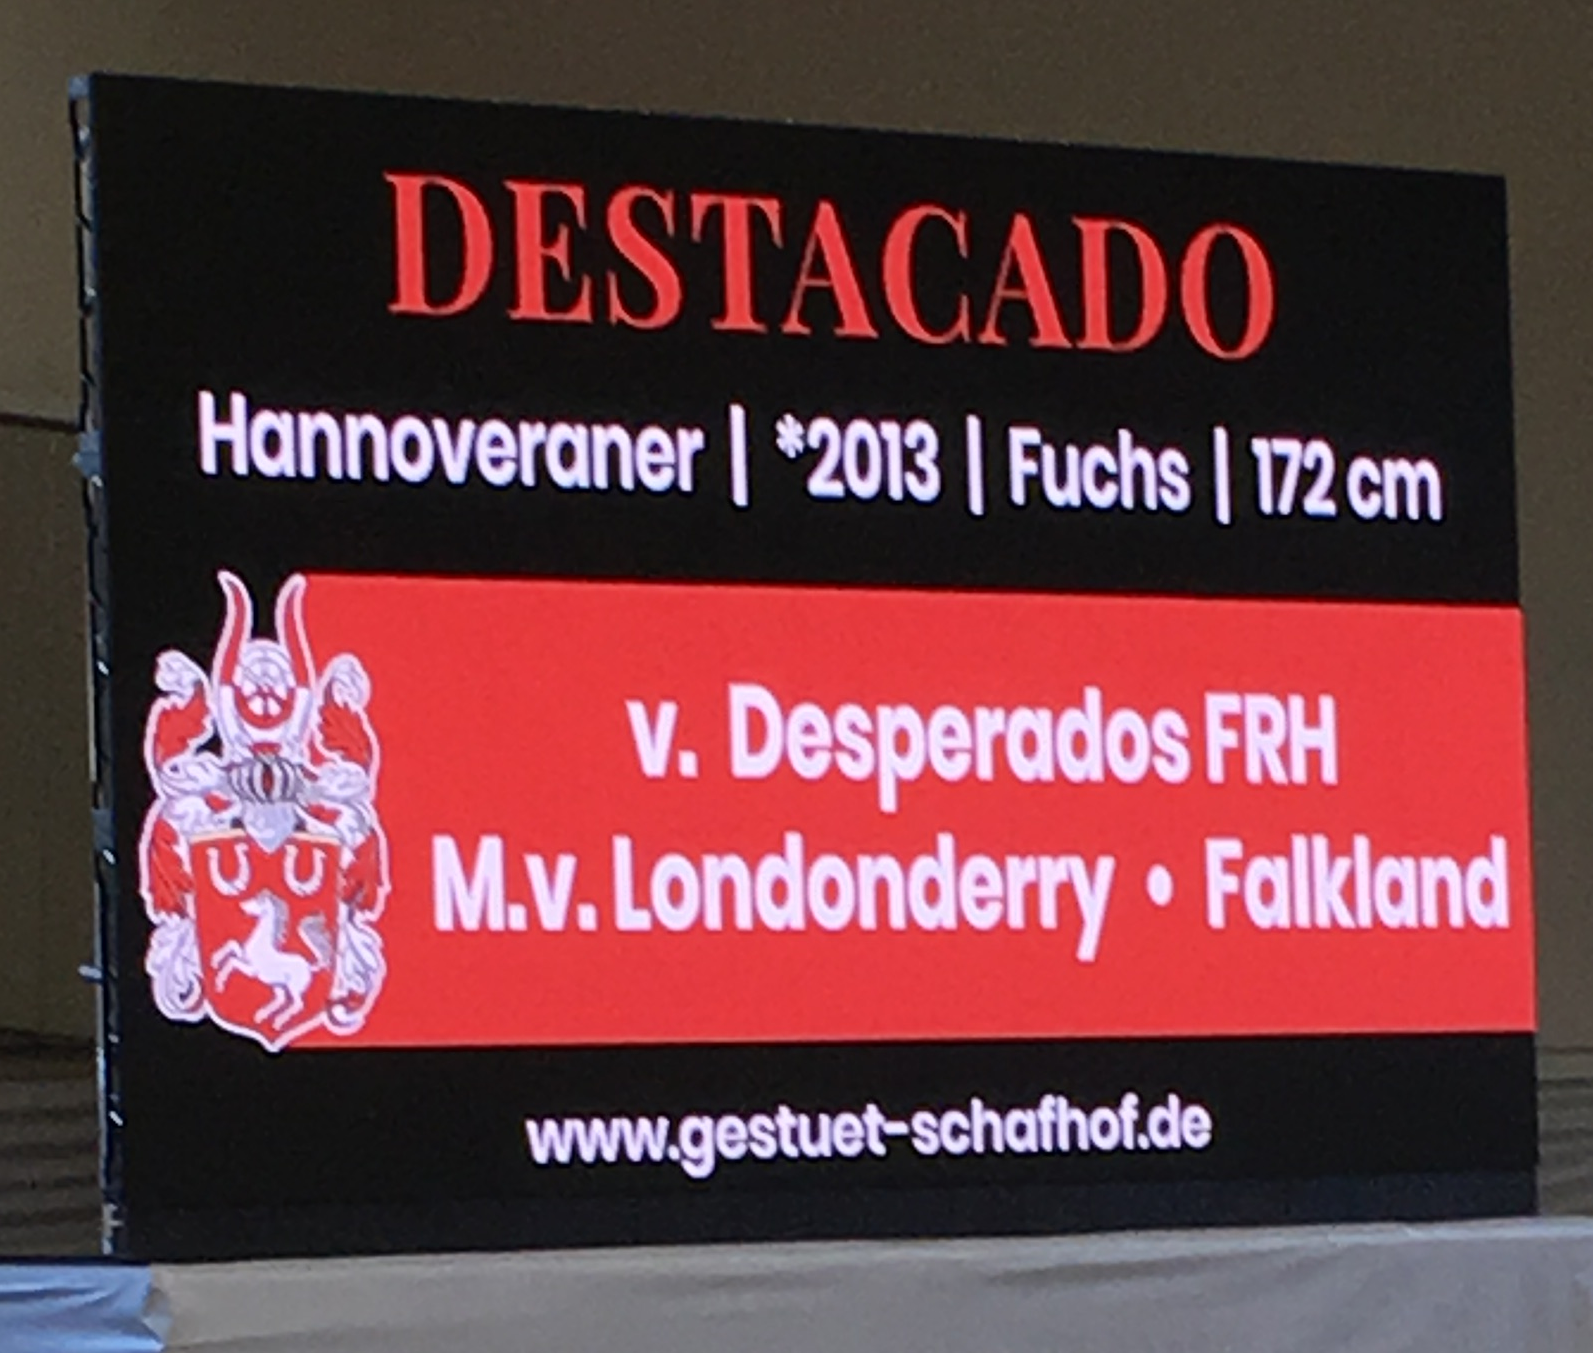 DESTACADO
Hannoveraner | *2013 | Fuchs | 172 cm
v. Desperados FRH
M.v. Londonderry • Falkland
www.gestuet-schafhof.de